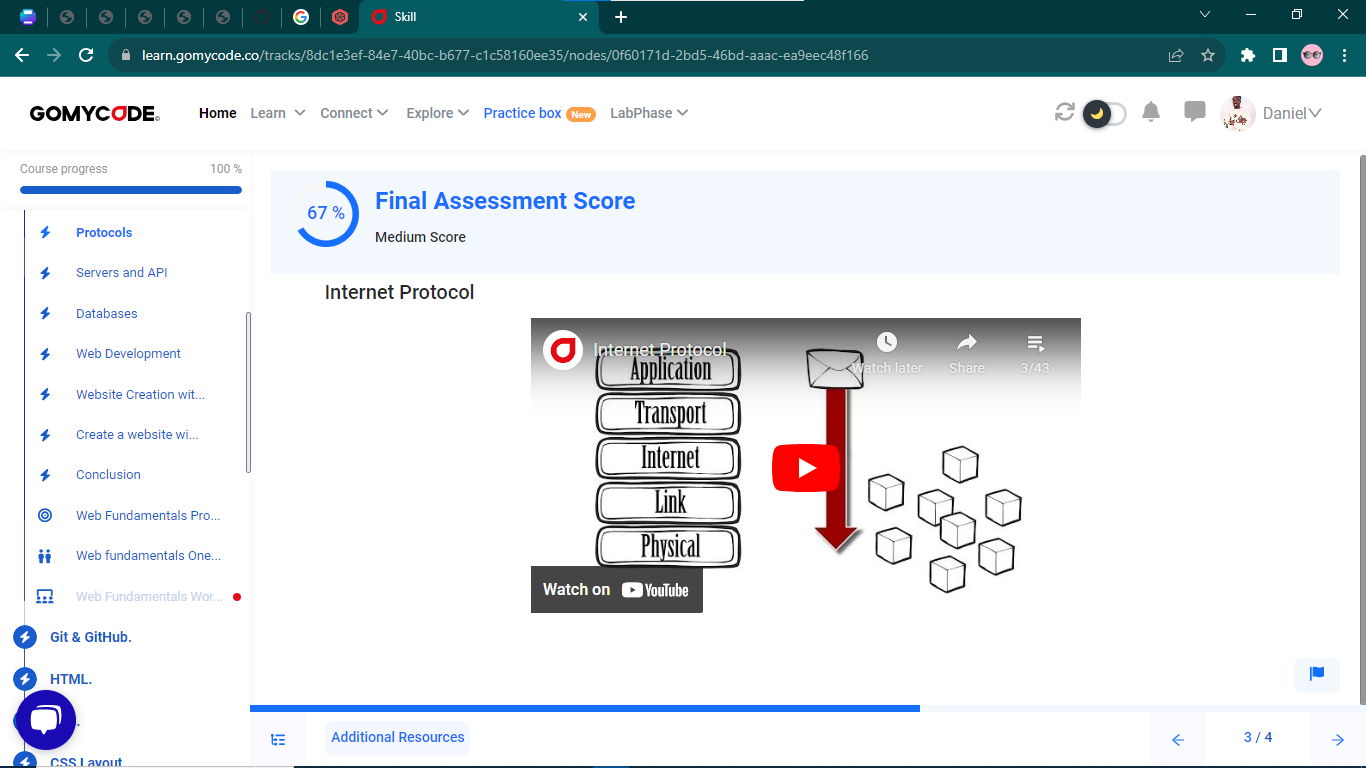 Skill
learn.gomycode.co/tracks/8dc1e3ef-84e7-40bc-b677-c1c58160ee35/nodes/0f60171d-2bd5-46bd-aaac-ea9eec48f166
GOMYCODE
Home Learn Connect Explore Practice box New LabPhase Daniel
Course progress 100 %
Protocols
Servers and API
Databases
Web Development
Website Creation wit...
Create a website wi...
Conclusion
Web Fundamentals Pro...
Web fundamentals One...
Web Fundamentals Wor...
Git & GitHub.
HTML.
CSS Layout
67 %
Final Assessment Score
Medium Score
Internet Protocol
Internet Protocol
Watch later
Share
3/43
Application
Transport
Internet
Link
Physical
Watch on YouTube
Additional Resources
3 / 4